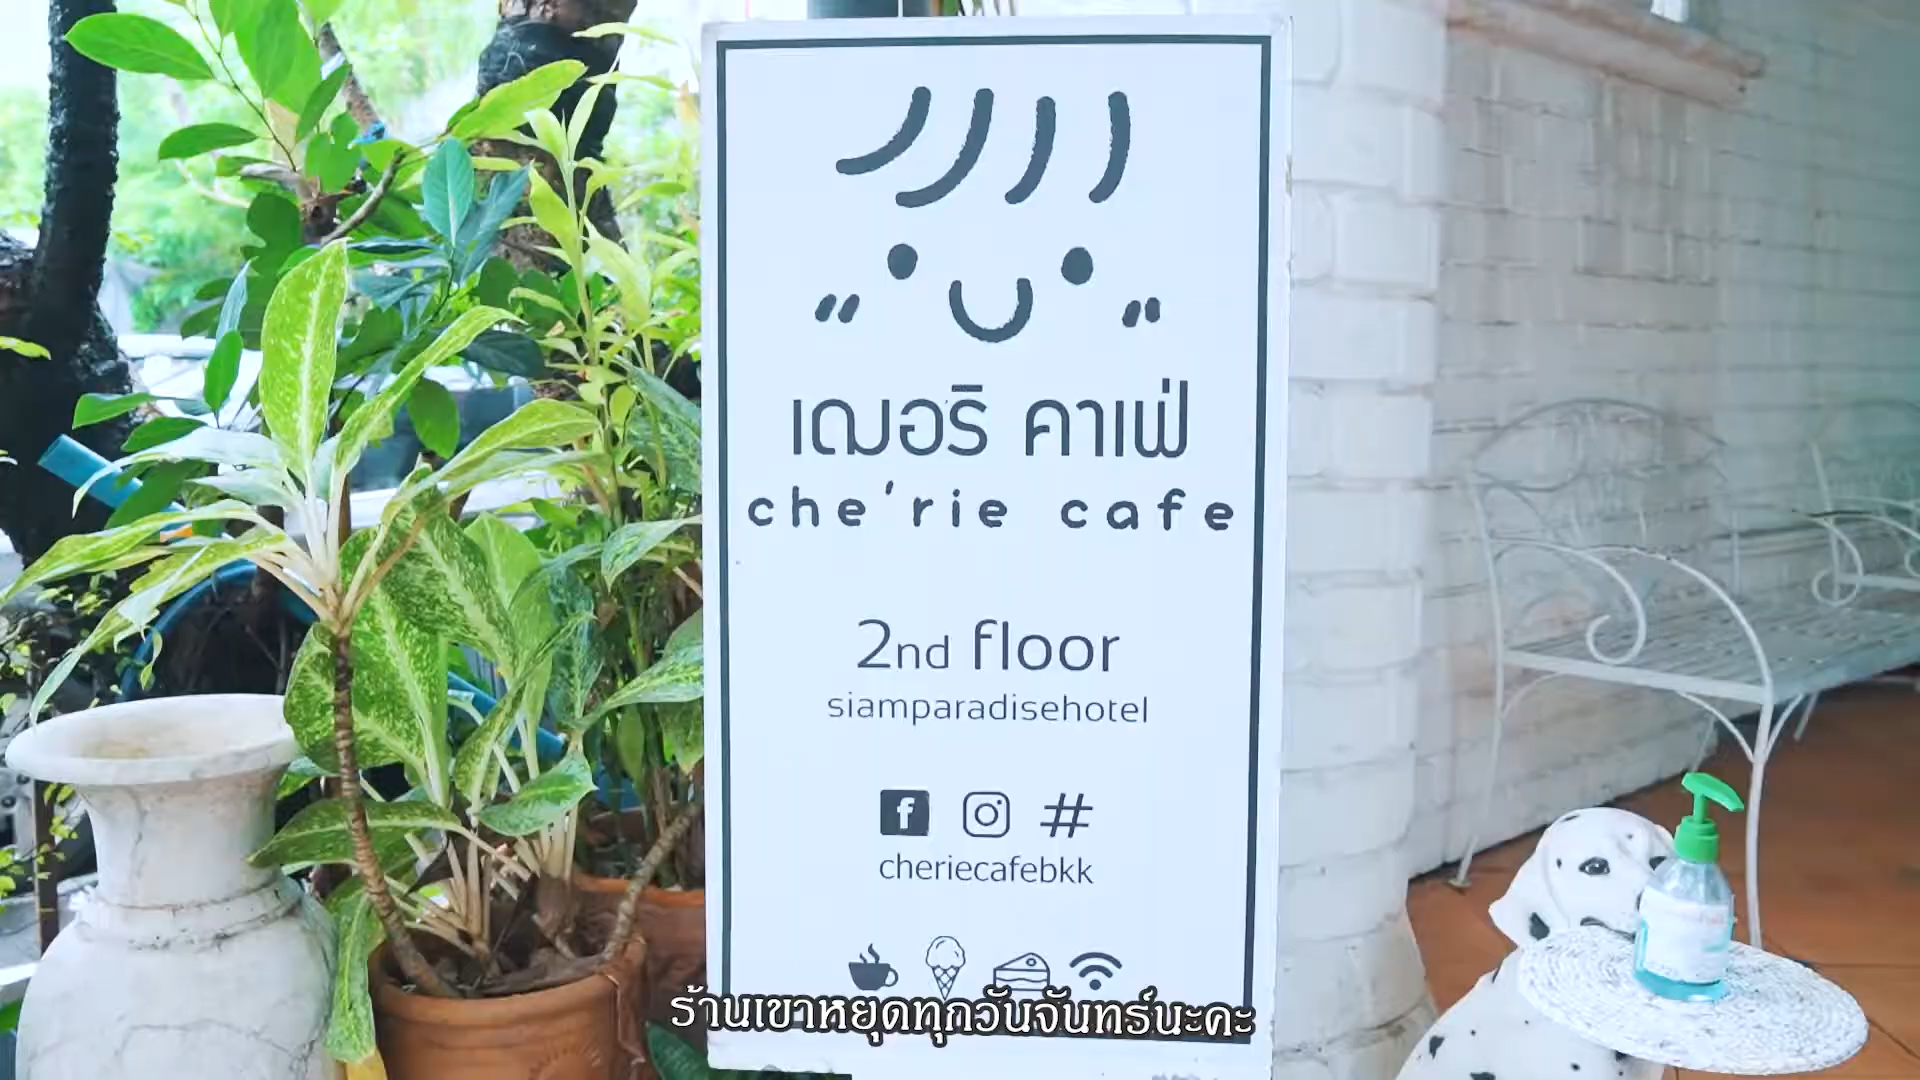 เฌอริ คาเฟ่
che'rie cafe
2nd floor
siamparadisehotel
#
cheriecafebkk
ร้านเขาหยุดทุกวันจันทร์นะคะ